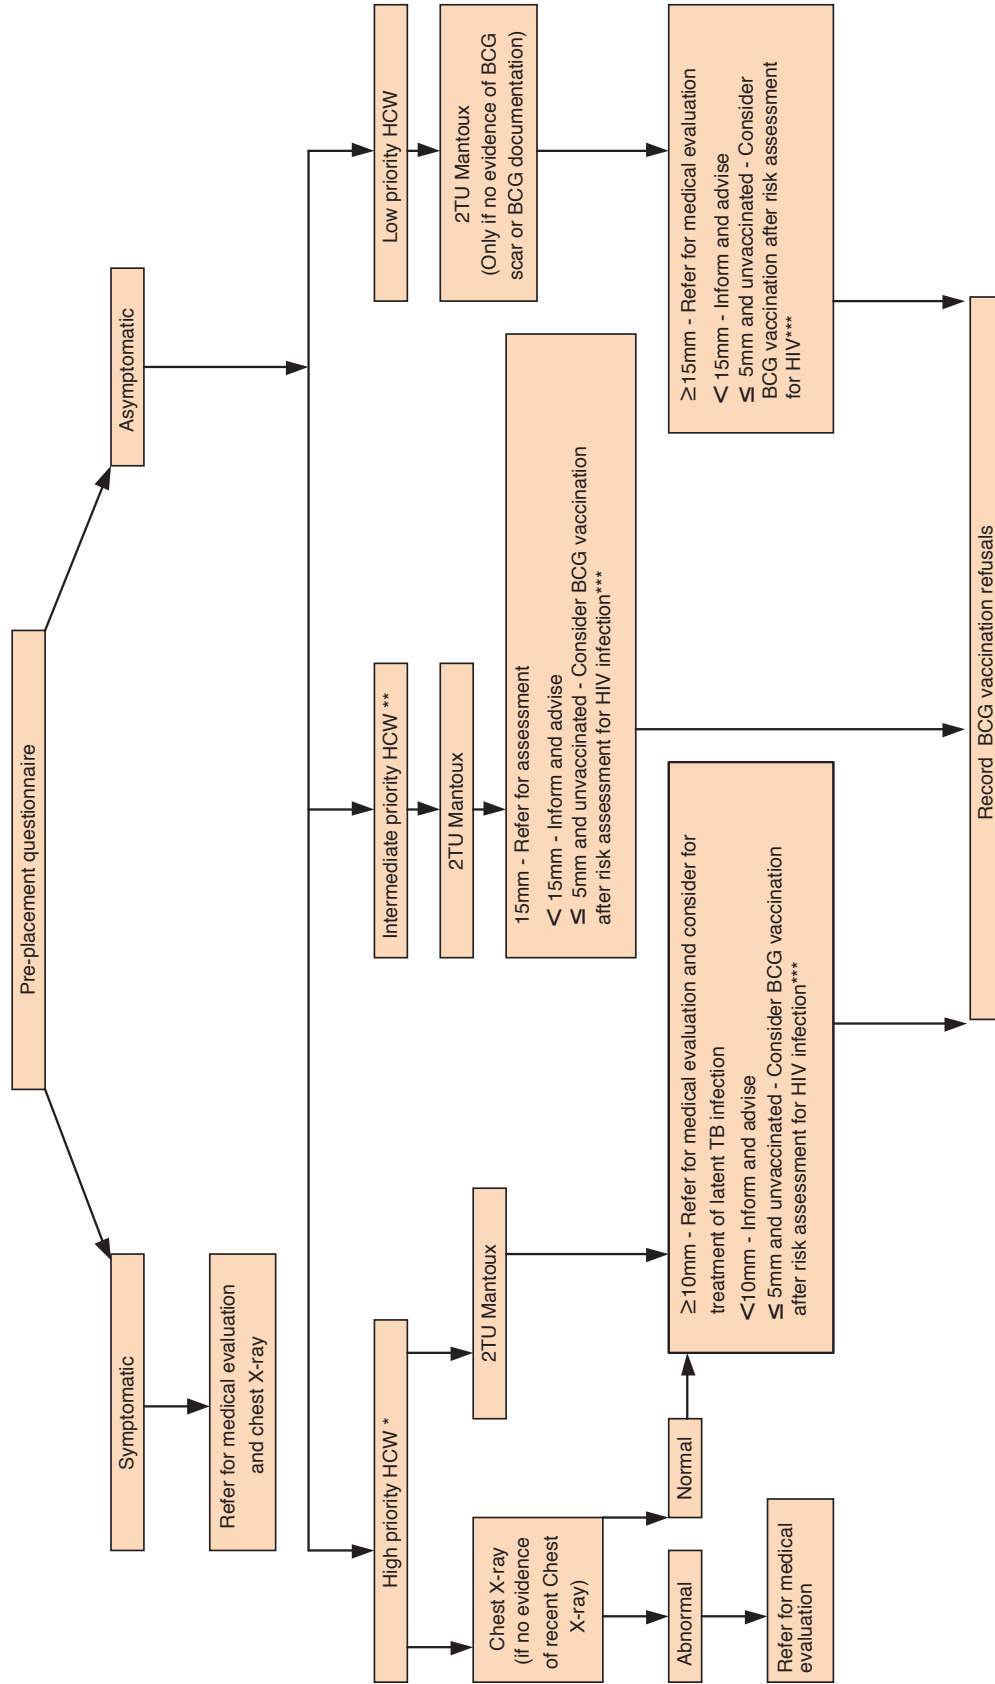 Pre-placement questionnaire
Symptomatic
Asymptomatic
Refer for medical evaluation
and chest X-ray
High priority HCW *
Intermediate priority HCW **
Low priority HCW
Chest X-ray
(if no evidence
of recent Chest
X-ray)
2TU Mantoux
2TU Mantoux
2TU Mantoux
(Only if no evidence of BCG
scar or BCG documentation)
15mm - Refer for assessment
< 15mm - Inform and advise
≤ 5mm and unvaccinated - Consider BCG vaccination
after risk assessment for HIV infection***
Abnormal
Normal
≥10mm - Refer for medical evaluation and consider for
treatment of latent TB infection
<10mm - Inform and advise
≤ 5mm and unvaccinated - Consider BCG vaccination
after risk assessment for HIV infection***
≥15mm - Refer for medical evaluation
< 15mm - Inform and advise
≤ 5mm and unvaccinated - Consider
BCG vaccination after risk assessment
for HIV***
Refer for medical
evaluation
Record BCG vaccination refusals